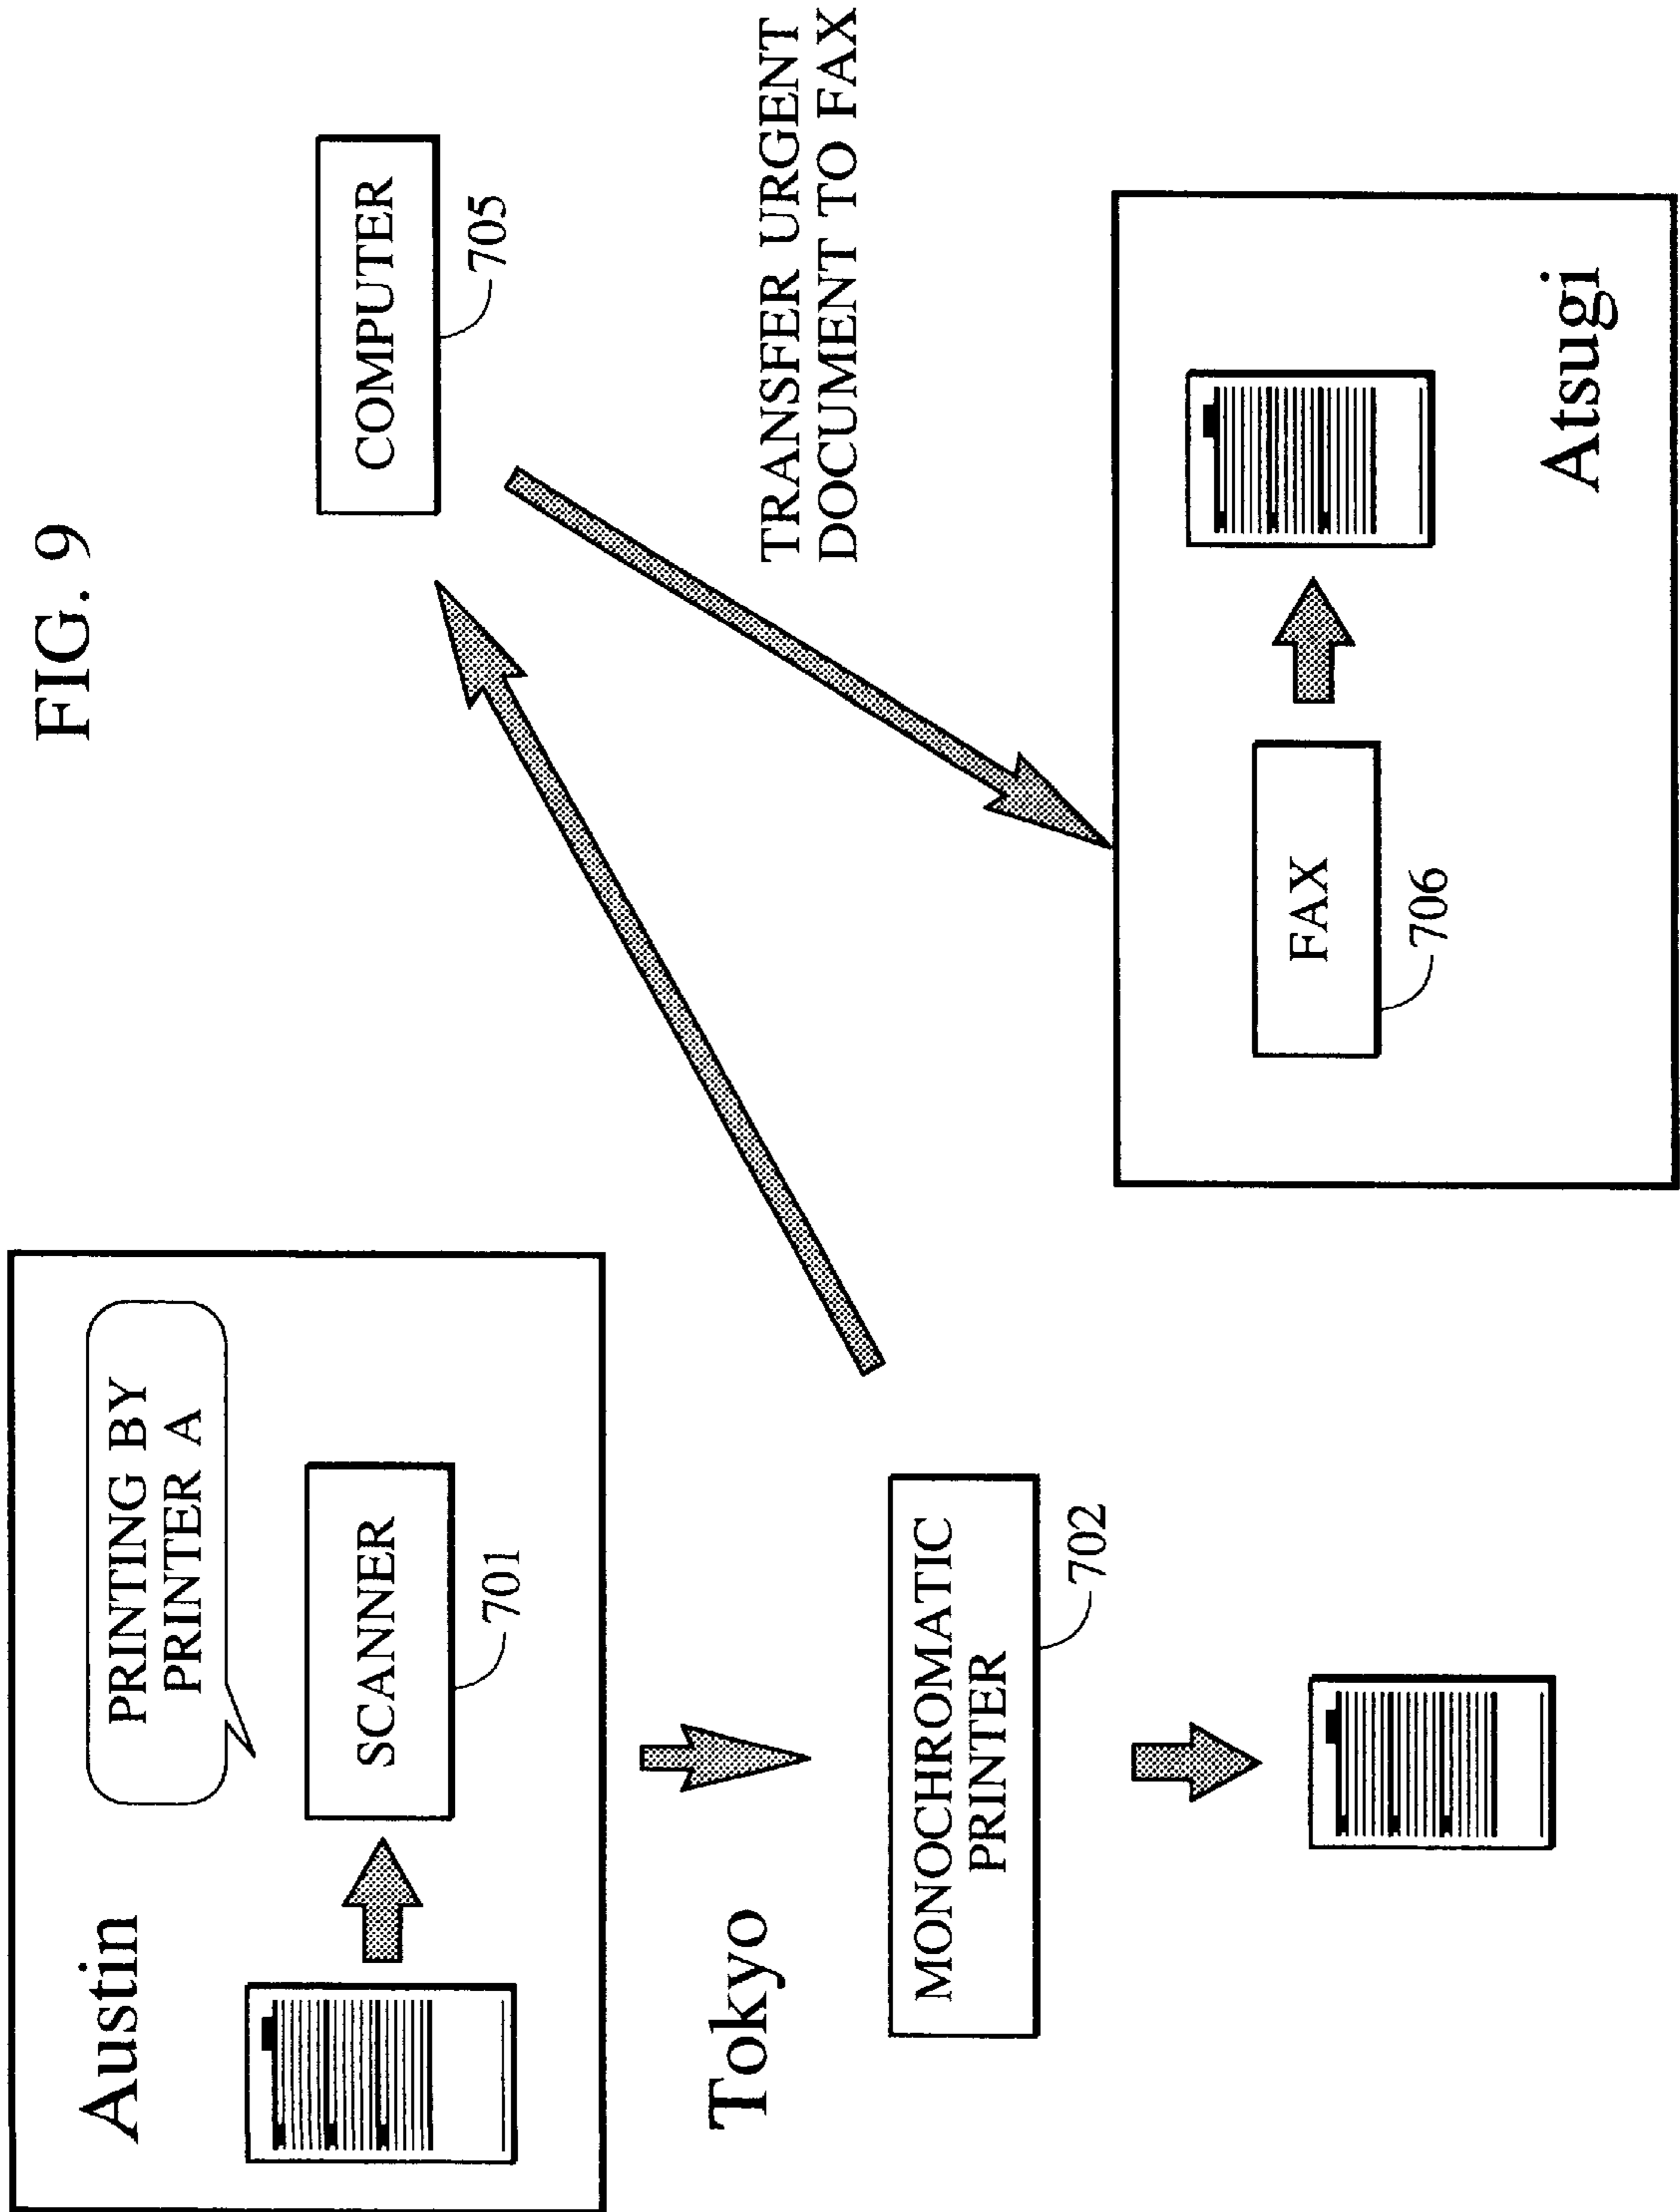 FIG. 9
Austin
PRINTING BY
PRINTER A
SCANNER
701
Tokyo
MONOCHROMATIC
PRINTER
702
COMPUTER
705
TRANSFER URGENT
DOCUMENT TO FAX
FAX
706
Atsugi